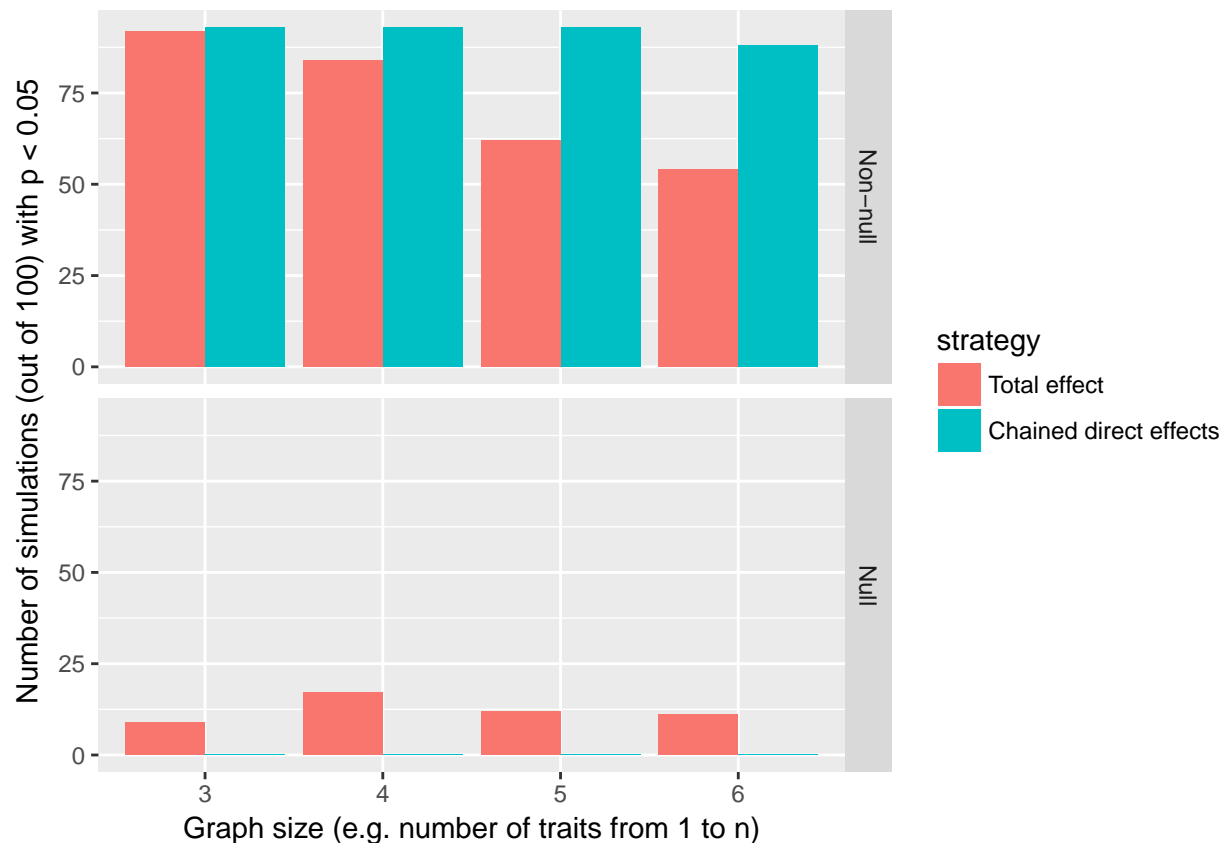 Number of simulations (out of 100) with p < 0.05
75
50
25
0
Non−null
75
50
25
0
Null
3 4 5 6
Graph size (e.g. number of traits from 1 to n)
strategy
Total effect
Chained direct effects